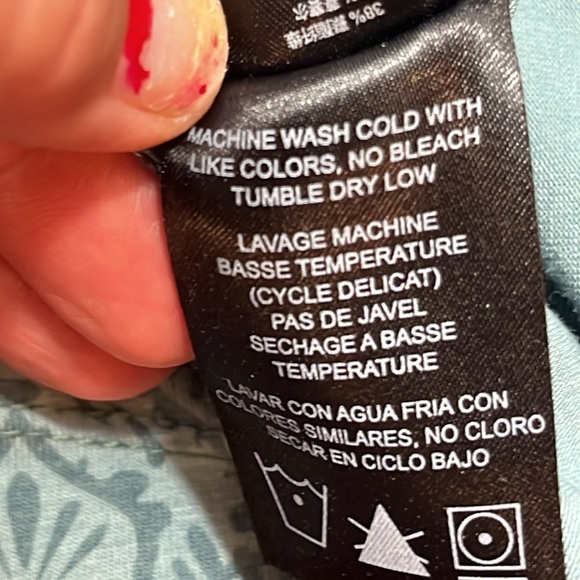 38%
MACHINE WASH COLD WITH
LIKE COLORS, NO BLEACH
TUMBLE DRY LOW
LAVAGE MACHINE
BASSE TEMPERATURE
(CYCLE DELICAT)
PAS DE JAVEL
SECHAGE A BASSE
TEMPERATURE
LAVAR CON AGUA FRIA CON
COLORES SIMILARES, NO CLORO
SECAR EN CICLO BAJO